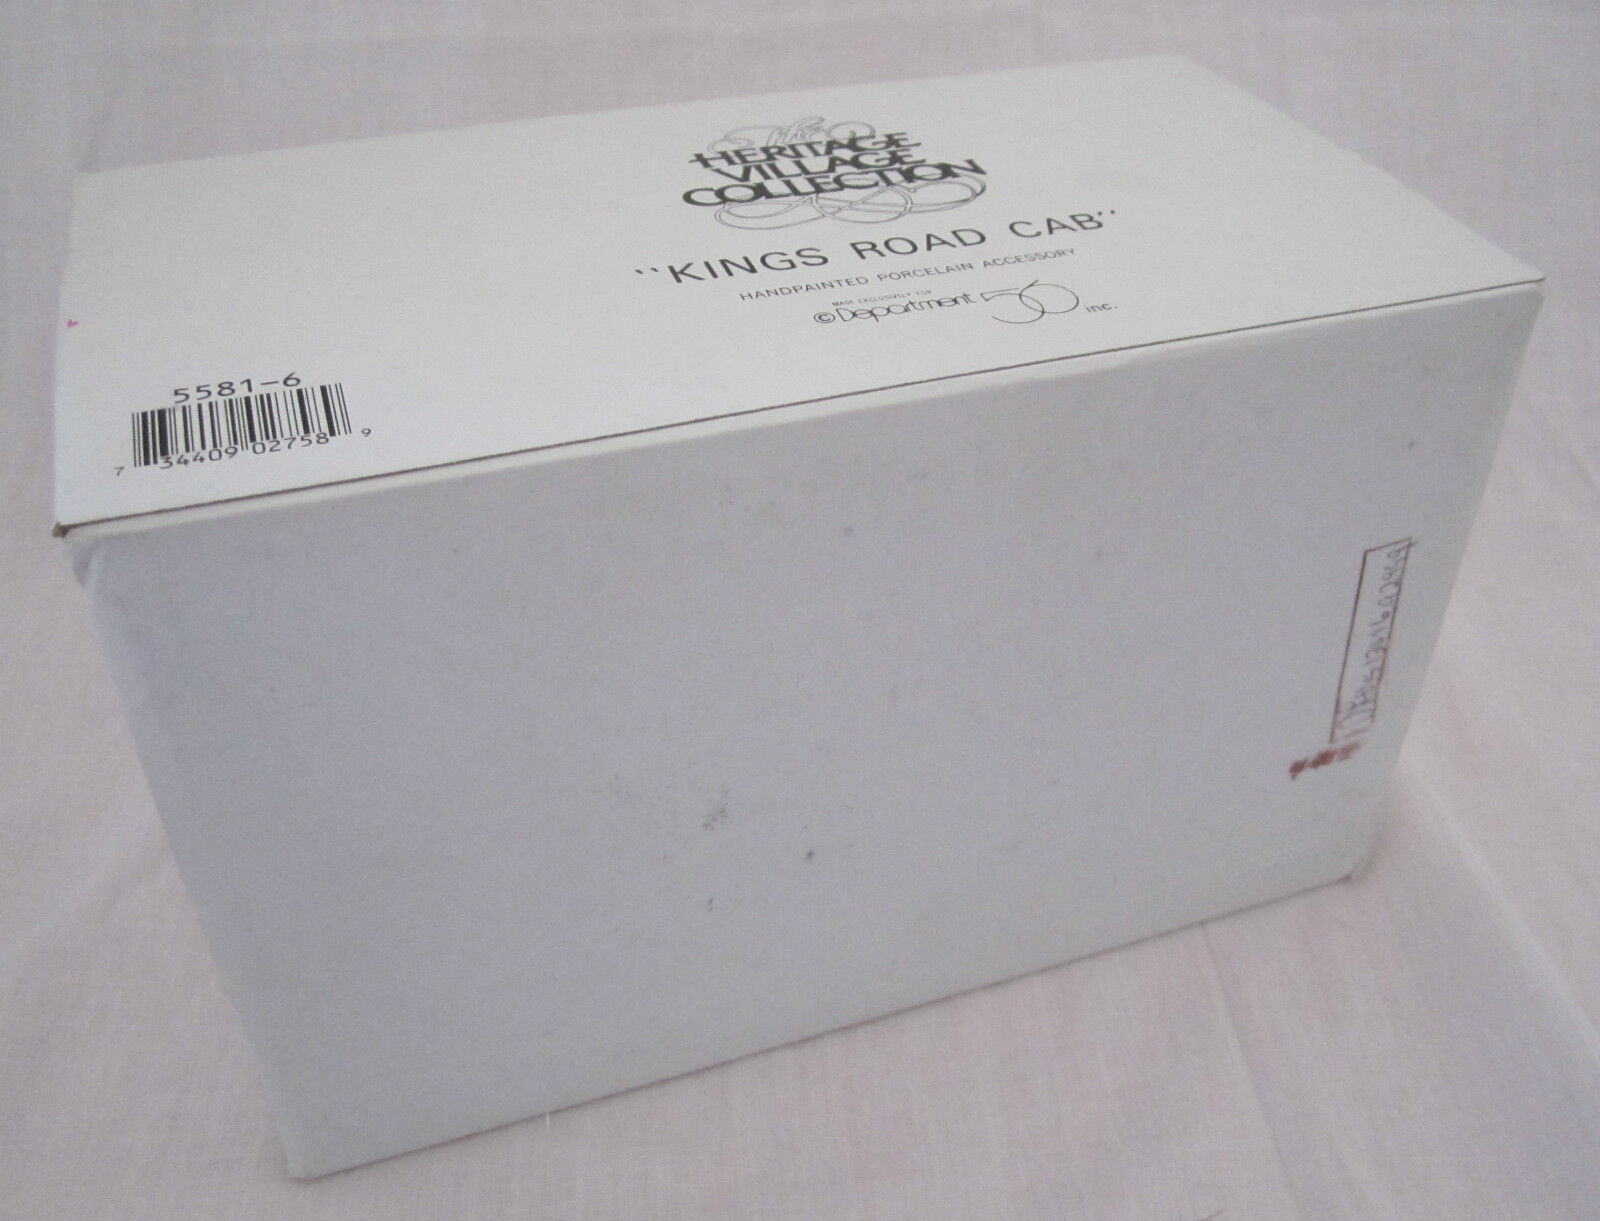 The
HERITAGE
VILLAGE
COLLECTION
"KINGS ROAD CAB"
HANDPAINTED PORCELAIN ACCESSORY
MADE EXCLUSIVELY FOR
©Department 56 inc.
5581-6
7 34409 02758 9